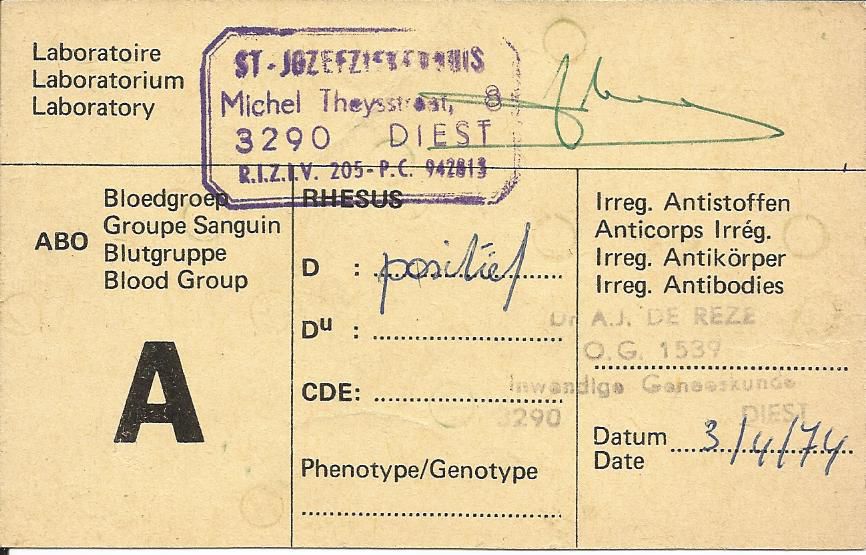 Laboratoire
Laboratorium
Laboratory
ST-JOZEFZIEKENHUIS
Michel Theysstraat, 8
3290 DIEST
R.I.Z.I.V. 205-P.C. 942813
ABO
Bloedgroep
Groupe Sanguin
Blutgruppe
Blood Group
A
RHESUS
D : positief
Du :
CDE:
Phenotype/Genotype
Irreg. Antistoffen
Anticorps Irrég.
Irreg. Antikörper
Irreg. Antibodies
Dr A.J. DE REZE
O.G. 1539
Inwendige Geneeskunde
3290 DIEST
Datum
Date
3/4/74